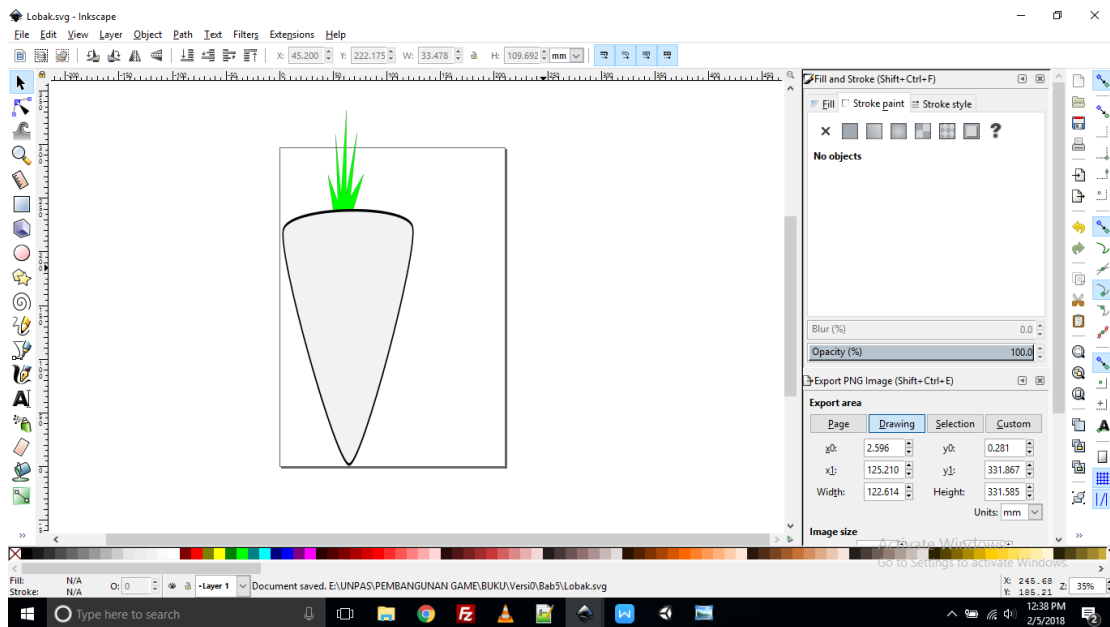 Lobak.svg - Inkscape
File Edit View Layer Object Path Text Filters Extensions Help
X: 45.200 Y: 222.175 W: 33.478 H: 109.692 mm
Fill and Stroke (Shift+Ctrl+F)
Fill Stroke paint Stroke style
?
No objects
Blur (%) 0.0
Opacity (%) 100.0
Export PNG Image (Shift+Ctrl+E)
Export area
Page Drawing Selection Custom
x0: 2.596 y0: 0.281
x1: 125.210 y1: 331.867
Width: 122.614 Height: 331.585
Units: mm
Image size
Activate Windows
Go to Settings to activate Windows.
Fill: N/A
Stroke: N/A
O: 0
-Layer 1
Document saved. E:\UNPAS\PEMBANGUNAN GAME\BUKU\Versi0\Bab5\Lobak.svg
X: 245.68
Y: 185.21
Z: 35%
Type here to search
12:38 PM
2/5/2018
2